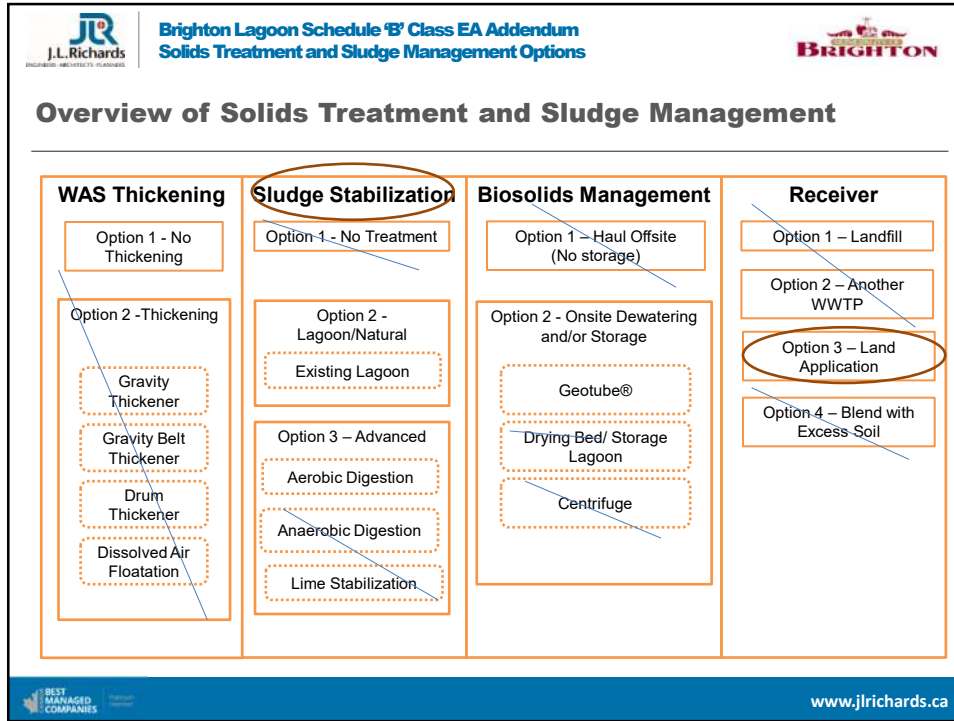 J.L.Richards
ENGINEERS · ARCHITECTS · PLANNERS
Brighton Lagoon Schedule ‘B’ Class EA Addendum
Solids Treatment and Sludge Management Options
BRIGHTON
Overview of Solids Treatment and Sludge Management
WAS Thickening
Option 1 - No
Thickening
Option 2 -Thickening
Gravity
Thickener
Gravity Belt
Thickener
Drum
Thickener
Dissolved Air
Floatation
Sludge Stabilization
Option 1 - No Treatment
Option 2 -
Lagoon/Natural
Existing Lagoon
Option 3 – Advanced
Aerobic Digestion
Anaerobic Digestion
Lime Stabilization
Biosolids Management
Option 1 – Haul Offsite
(No storage)
Option 2 - Onsite Dewatering
and/or Storage
Geotube®
Drying Bed/ Storage
Lagoon
Centrifuge
Receiver
Option 1 – Landfill
Option 2 – Another
WWTP
Option 3 – Land
Application
Option 4 – Blend with
Excess Soil
BEST
MANAGED
COMPANIES
www.jlrichards.ca